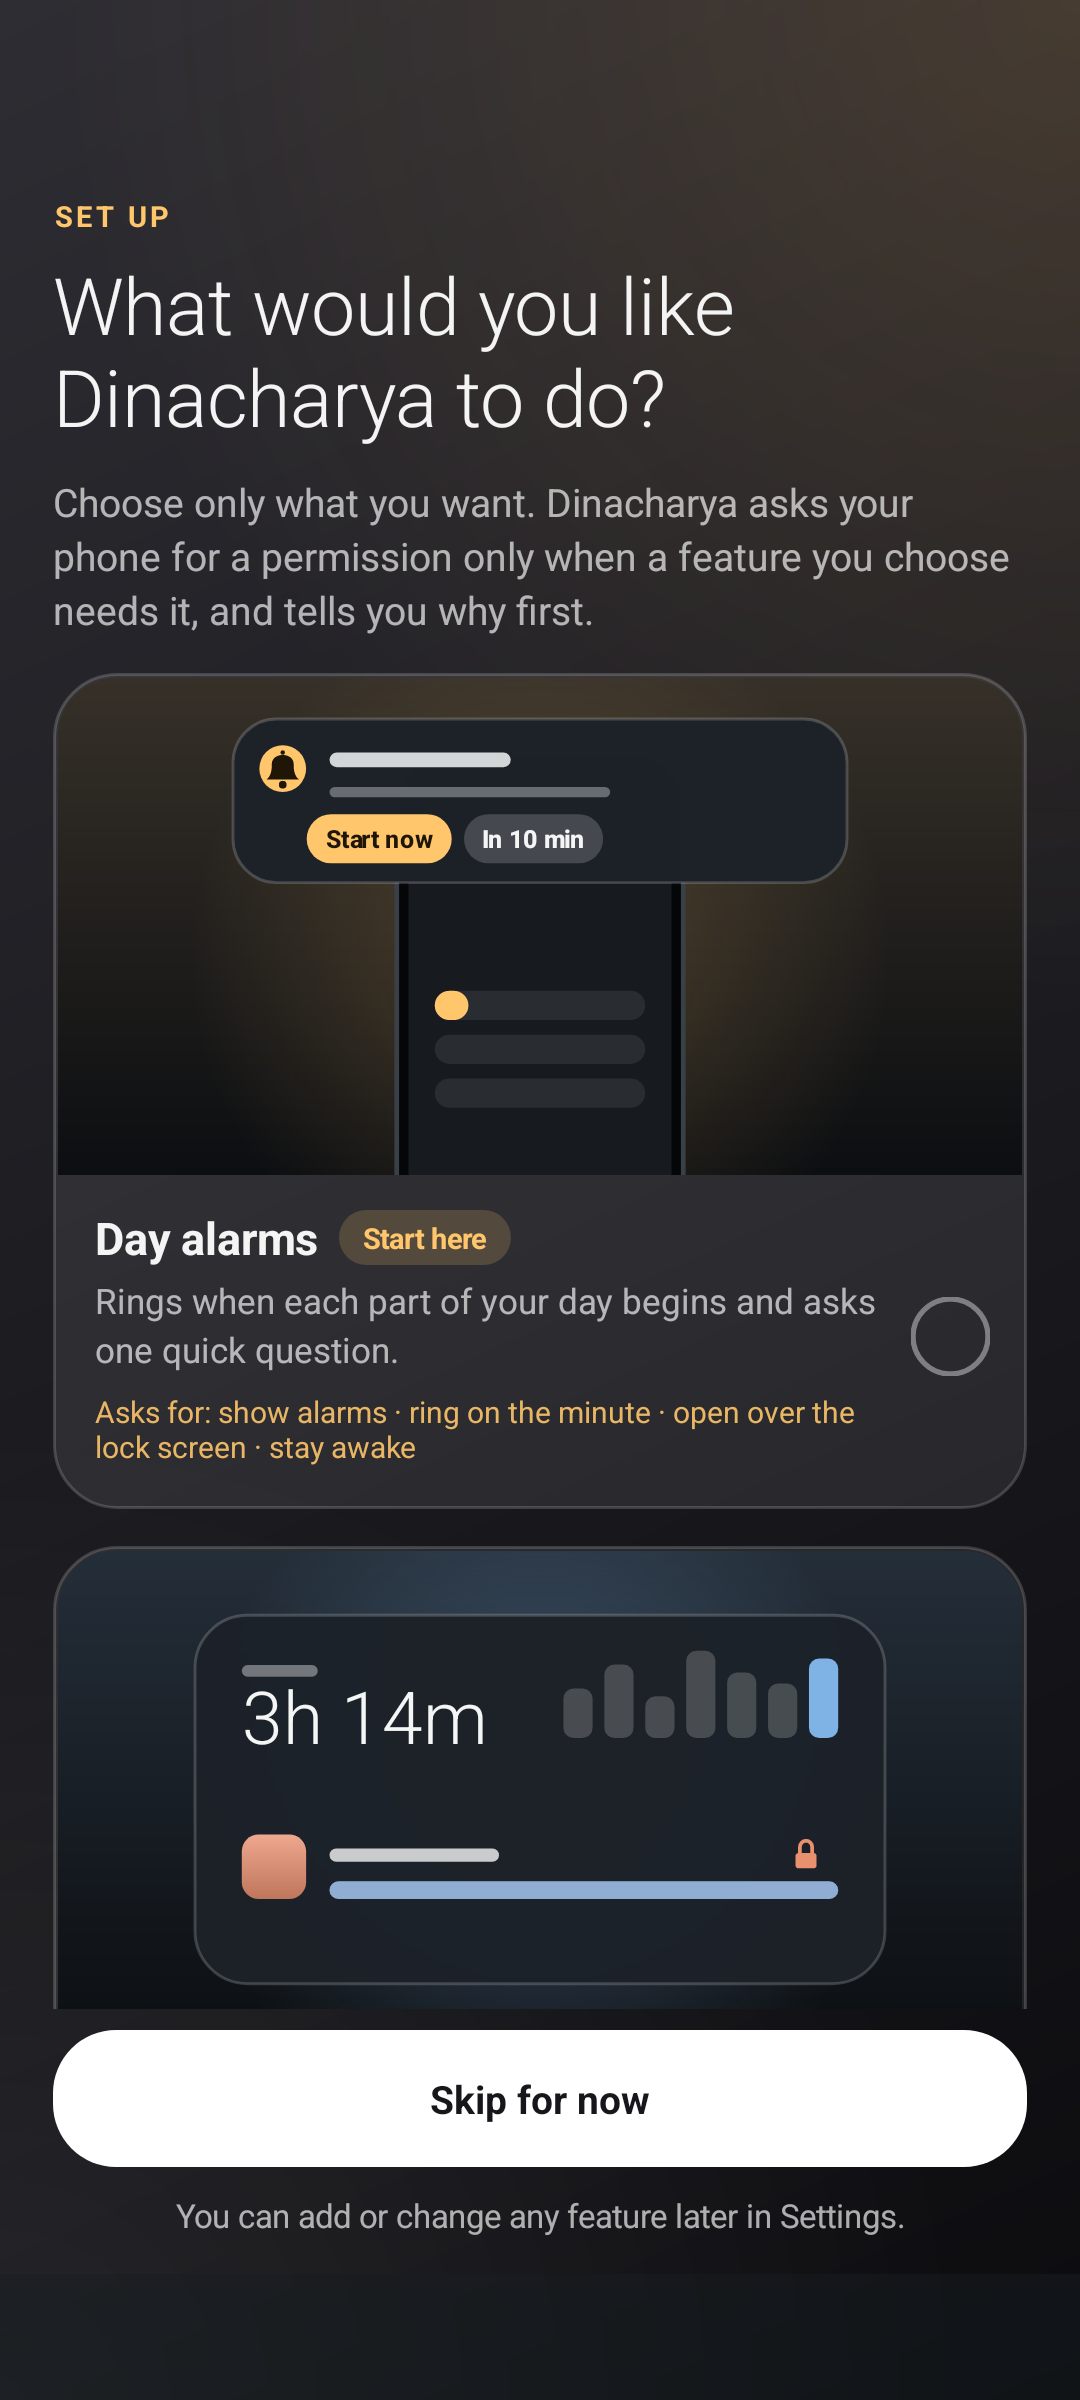 SET UP
What would you like
Dinacharya to do?
Choose only what you want. Dinacharya asks your
phone for a permission only when a feature you choose
needs it, and tells you why first.
Start now
In 10 min
Day alarms
Start here
Rings when each part of your day begins and asks
one quick question.
Asks for: show alarms · ring on the minute · open over the
lock screen · stay awake
3h 14m
Skip for now
You can add or change any feature later in Settings.